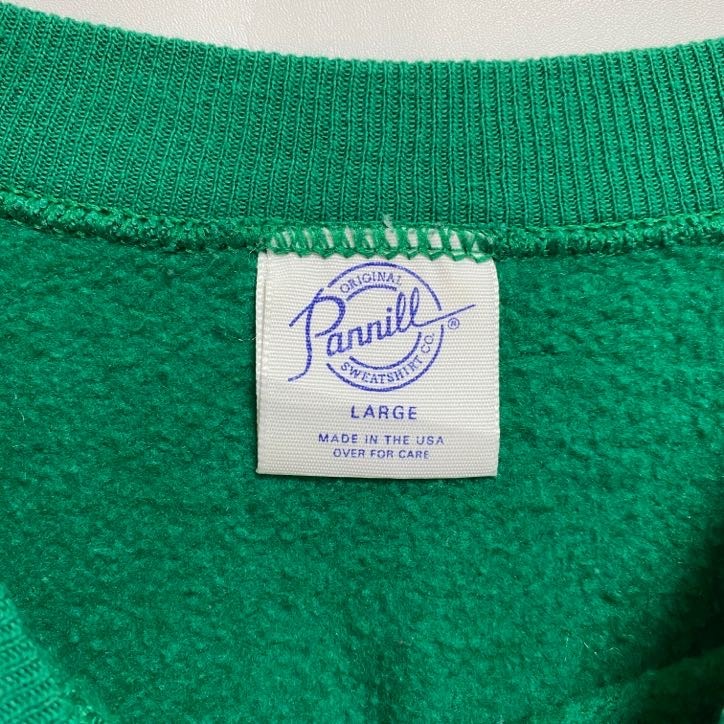 ORIGINAL
Pannill ®
SWEATSHIRT CO.
LARGE
MADE IN THE USA
OVER FOR CARE